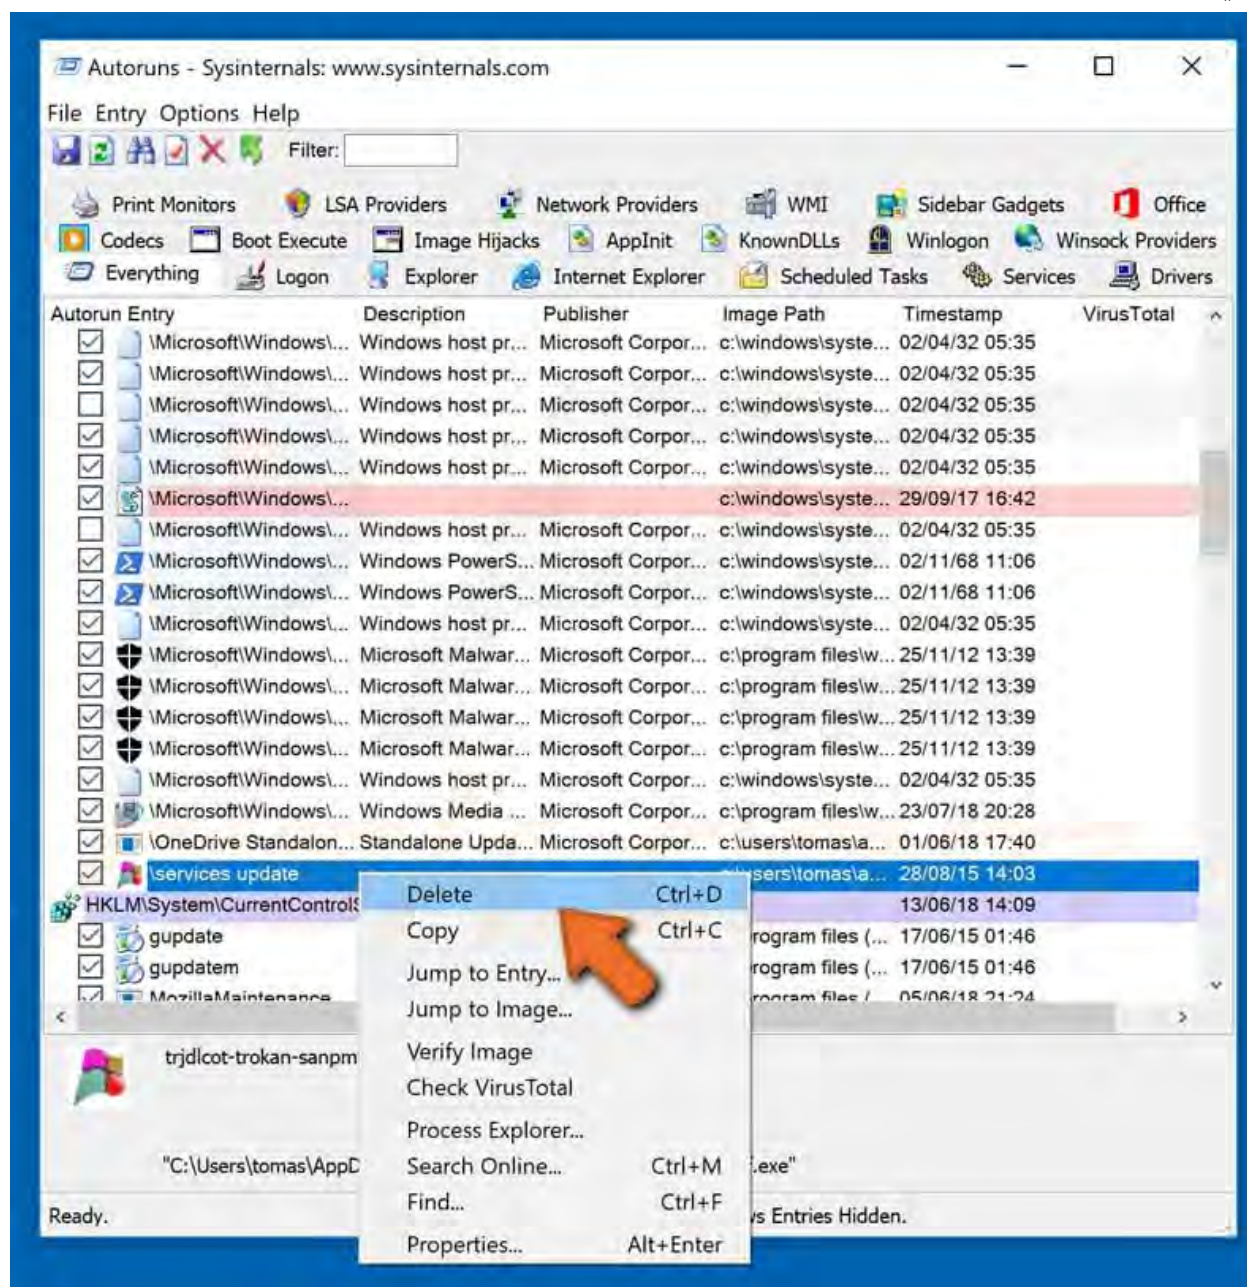 Autoruns - Sysinternals: www.sysinternals.com
File Entry Options Help
Filter:
Print Monitors LSA Providers Network Providers WMI Sidebar Gadgets Office
Codecs Boot Execute Image Hijacks AppInit KnownDLLs Winlogon Winsock Providers
Everything Logon Explorer Internet Explorer Scheduled Tasks Services Drivers
Autorun Entry Description Publisher Image Path Timestamp VirusTotal
\Microsoft\Windows\... Windows host pr... Microsoft Corpor... c:\windows\syste... 02/04/32 05:35
\Microsoft\Windows\... Windows host pr... Microsoft Corpor... c:\windows\syste... 02/04/32 05:35
\Microsoft\Windows\... Windows host pr... Microsoft Corpor... c:\windows\syste... 02/04/32 05:35
\Microsoft\Windows\... Windows host pr... Microsoft Corpor... c:\windows\syste... 02/04/32 05:35
\Microsoft\Windows\... Windows host pr... Microsoft Corpor... c:\windows\syste... 02/04/32 05:35
\Microsoft\Windows\... c:\windows\syste... 29/09/17 16:42
\Microsoft\Windows\... Windows host pr... Microsoft Corpor... c:\windows\syste... 02/04/32 05:35
\Microsoft\Windows\... Windows PowerS... Microsoft Corpor... c:\windows\syste... 02/11/68 11:06
\Microsoft\Windows\... Windows PowerS... Microsoft Corpor... c:\windows\syste... 02/11/68 11:06
\Microsoft\Windows\... Windows host pr... Microsoft Corpor... c:\windows\syste... 02/04/32 05:35
\Microsoft\Windows\... Microsoft Malwar... Microsoft Corpor... c:\program files\w... 25/11/12 13:39
\Microsoft\Windows\... Microsoft Malwar... Microsoft Corpor... c:\program files\w... 25/11/12 13:39
\Microsoft\Windows\... Microsoft Malwar... Microsoft Corpor... c:\program files\w... 25/11/12 13:39
\Microsoft\Windows\... Microsoft Malwar... Microsoft Corpor... c:\program files\w... 25/11/12 13:39
\Microsoft\Windows\... Windows host pr... Microsoft Corpor... c:\windows\syste... 02/04/32 05:35
\Microsoft\Windows\... Windows Media ... Microsoft Corpor... c:\program files\w... 23/07/18 20:28
\OneDrive Standalon... Standalone Upda... Microsoft Corpor... c:\users\tomas\a... 01/06/18 17:40
\services update c:\users\tomas\a... 28/08/15 14:03
HKLM\System\CurrentControlS 13/06/18 14:09
gupdate rogram files (... 17/06/15 01:46
gupdatem rogram files (... 17/06/15 01:46
MozillaMaintenance rogram files ( 05/06/18 21:24
Delete Ctrl+D
Copy Ctrl+C
Jump to Entry...
Jump to Image...
Verify Image
Check VirusTotal
Process Explorer...
Search Online... Ctrl+M
Find... Ctrl+F
Properties... Alt+Enter
trjdlcot-trokan-sanpm
"C:\Users\tomas\AppD .exe"
Ready. s Entries Hidden.